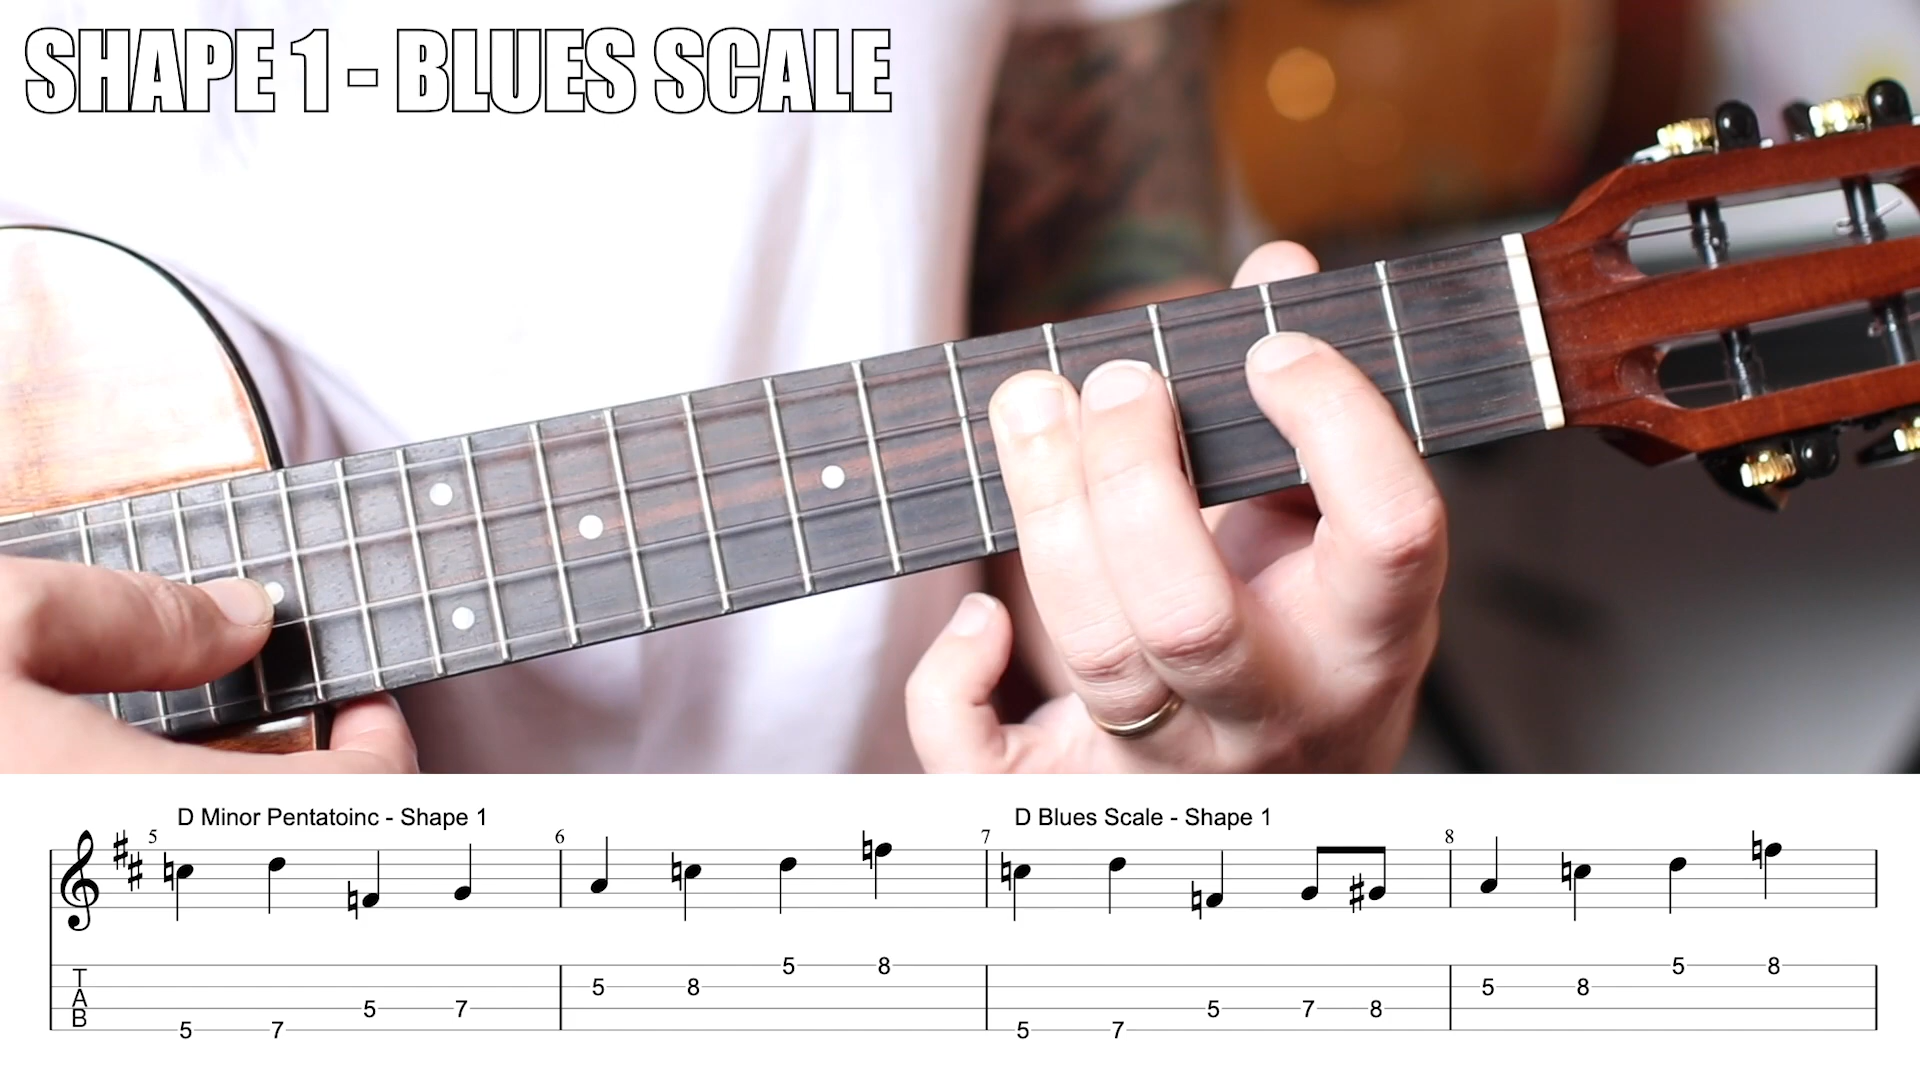 SHAPE 1 - BLUES SCALE
D Minor Pentatoinc - Shape 1
D Blues Scale - Shape 1
5 6 7 8
5 8 5 8
T 5 8 5 8
A 5 7 5 7 8
B 5 7 5 7